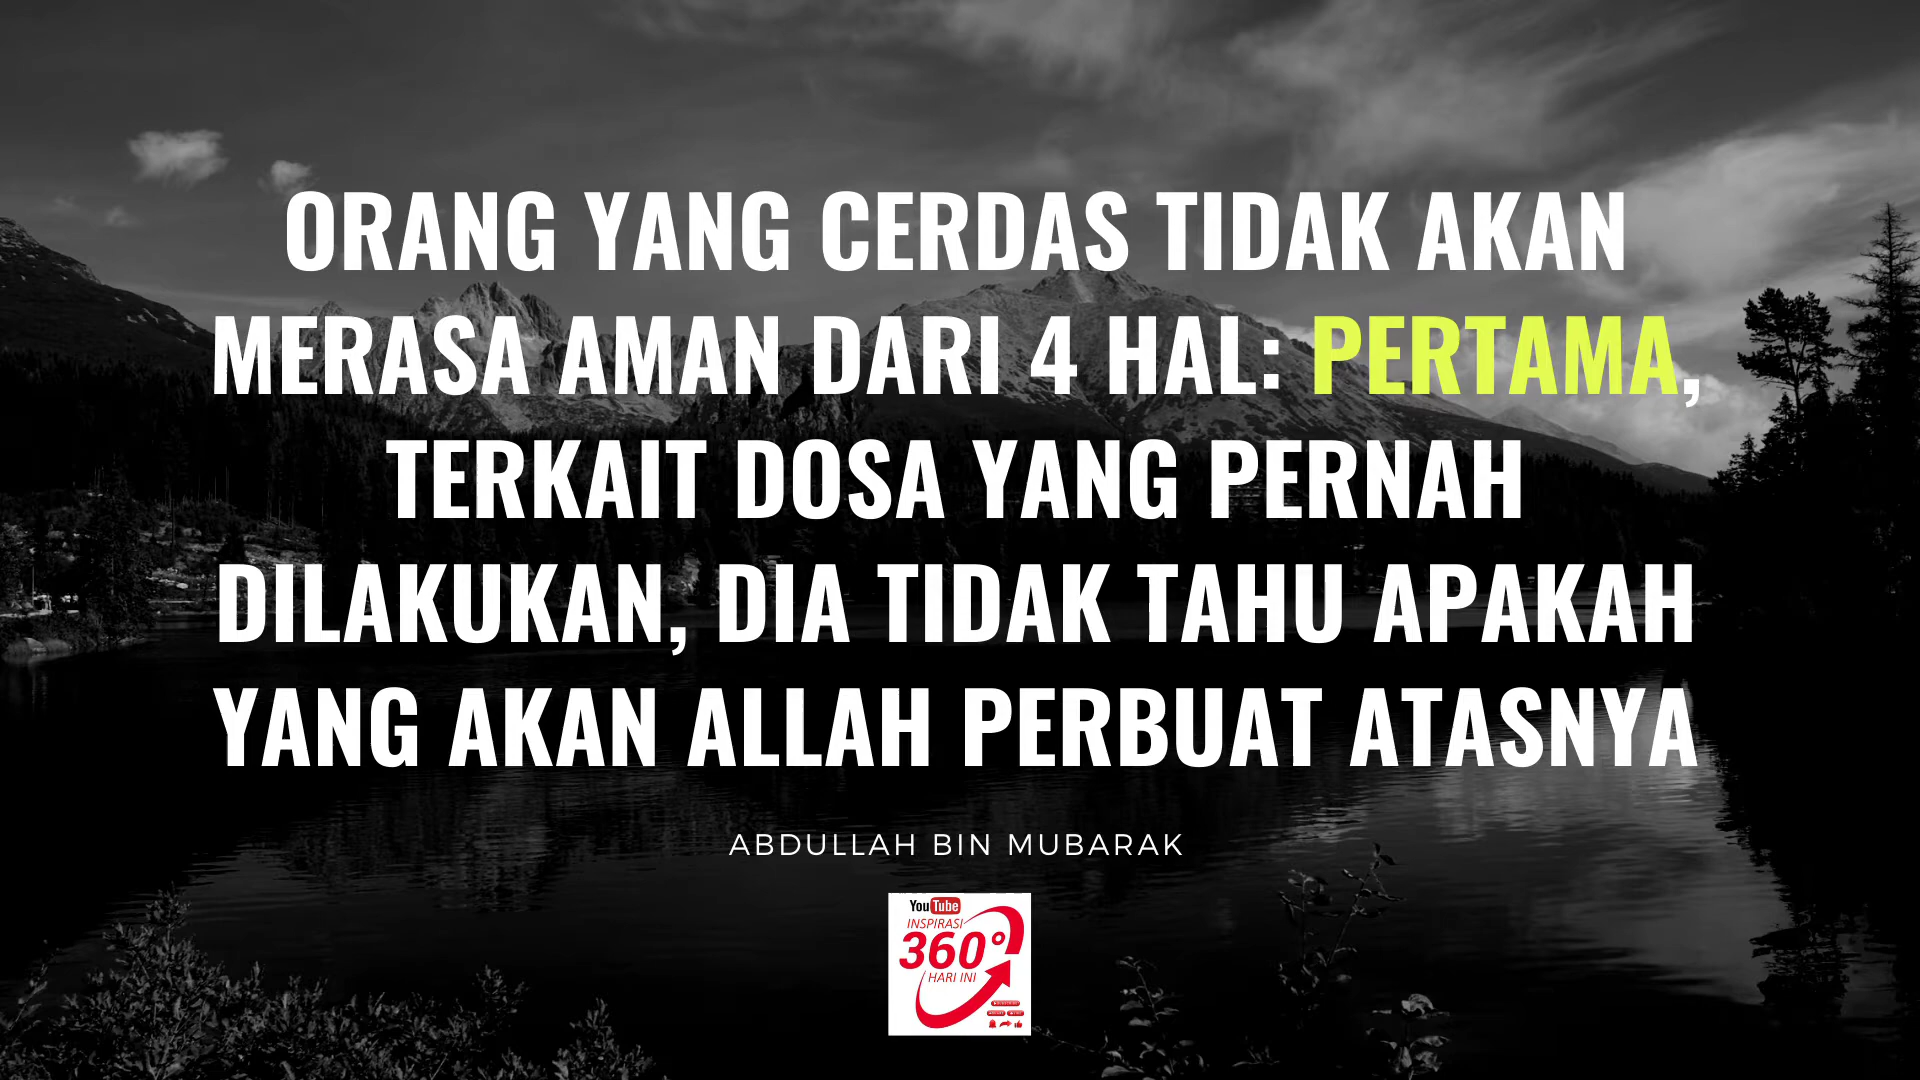 ORANG YANG CERDAS TIDAK AKAN
MERASA AMAN DARI 4 HAL: PERTAMA,
TERKAIT DOSA YANG PERNAH
DILAKUKAN, DIA TIDAK TAHU APAKAH
YANG AKAN ALLAH PERBUAT ATASNYA
ABDULLAH BIN MUBARAK
YouTube
INSPIRASI
360°
HARI INI